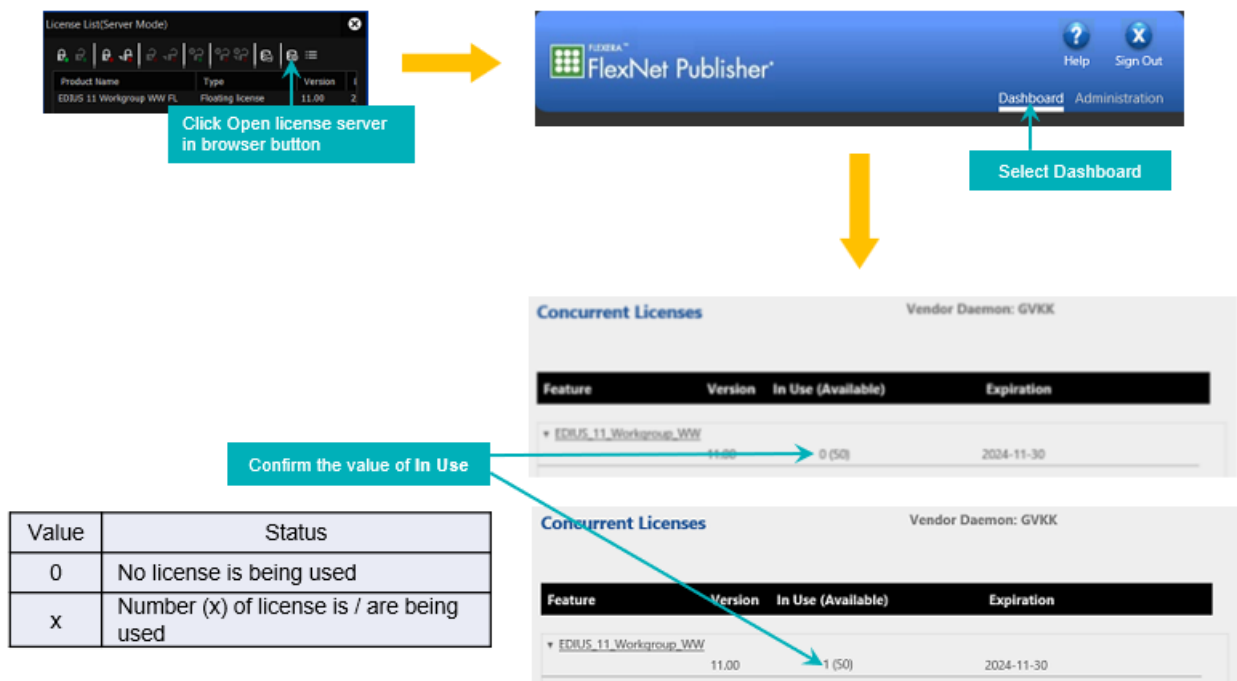 License List(Server Mode)
Product Name Type Version
EDIUS 11 Workgroup WW FL Floating license 11.00 2
Click Open license server
in browser button
FLEXERA™
FlexNet Publisher®
Help Sign Out
Dashboard Administration
Select Dashboard
Concurrent Licenses Vendor Daemon: GVKK
Feature Version In Use (Available) Expiration
EDIUS_11_Workgroup_WW
11.00 0 (50) 2024-11-30
Confirm the value of In Use
Value Status
0 No license is being used
x Number (x) of license is / are being
used
Concurrent Licenses Vendor Daemon: GVKK
Feature Version In Use (Available) Expiration
EDIUS_11_Workgroup_WW
11.00 1 (50) 2024-11-30